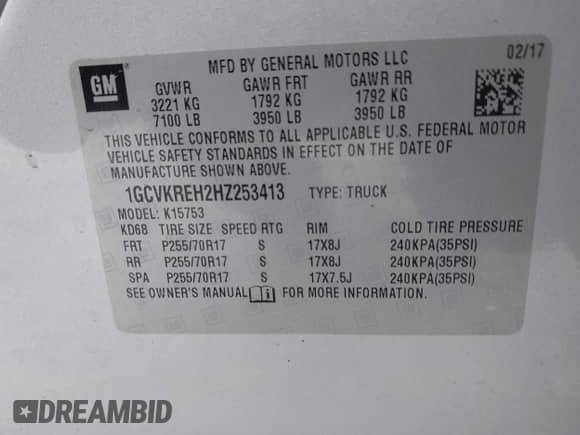 MFD BY GENERAL MOTORS LLC 02/17
GM ®
GVWR GAWR FRT GAWR RR
3221 KG 1792 KG 1792 KG
7100 LB 3950 LB 3950 LB
THIS VEHICLE CONFORMS TO ALL APPLICABLE U.S. FEDERAL MOTOR
VEHICLE SAFETY STANDARDS IN EFFECT ON THE DATE OF
MANUFACTURE SHOWN ABOVE.
1GCVKREH2HZ253413 TYPE: TRUCK
MODEL: K15753
KD68 TIRE SIZE SPEED RTG RIM COLD TIRE PRESSURE
FRT P255/70R17 S 17X8J 240KPA(35PSI)
RR P255/70R17 S 17X8J 240KPA(35PSI)
SPA P255/70R17 S 17X7.5J 240KPA(35PSI)
SEE OWNER'S MANUAL FOR MORE INFORMATION.
DREAMBID